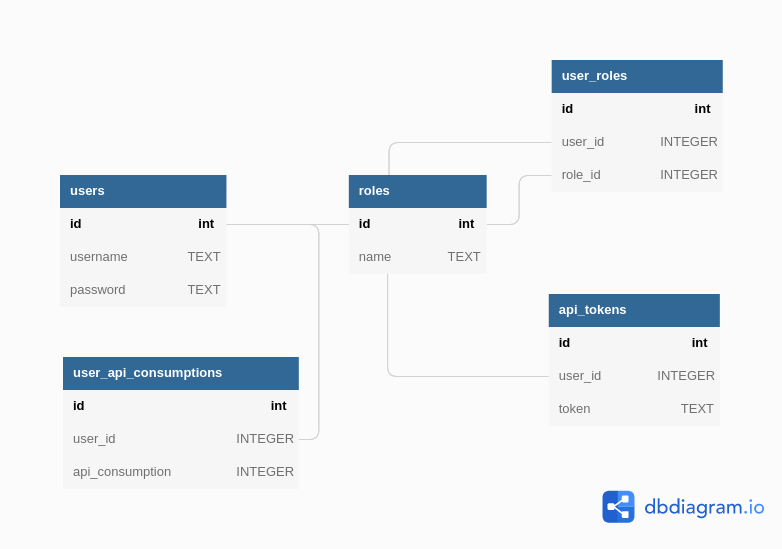 user_roles
id int
user_id INTEGER
role_id INTEGER
users
id int
username TEXT
password TEXT
roles
id int
name TEXT
api_tokens
id int
user_id INTEGER
token TEXT
user_api_consumptions
id int
user_id INTEGER
api_consumption INTEGER
dbdiagram.io